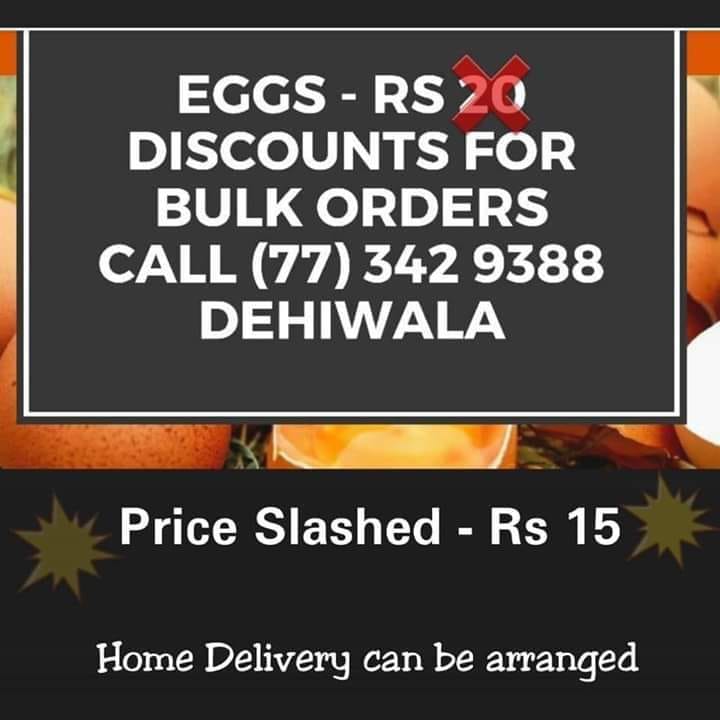 EGGS - RS 20
DISCOUNTS FOR
BULK ORDERS
CALL (77) 342 9388
DEHIWALA
Price Slashed - Rs 15
Home Delivery can be arranged